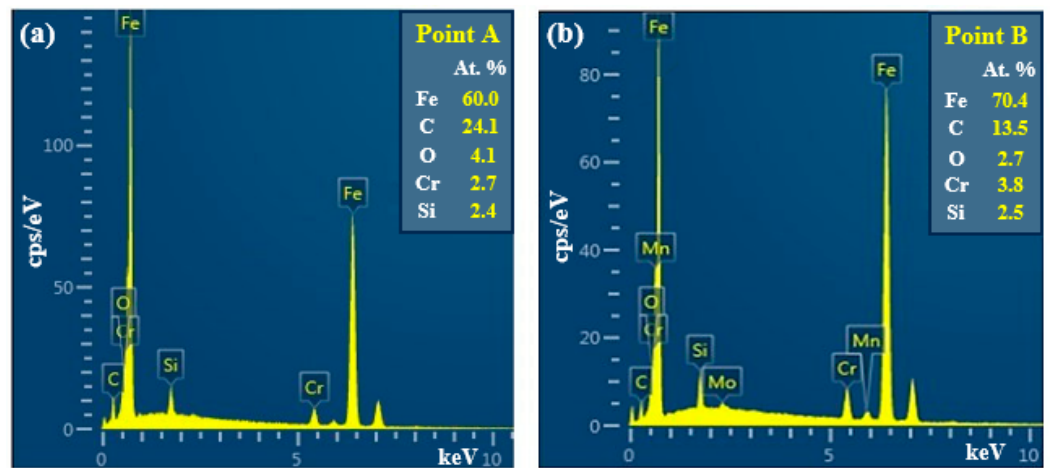 (a)
Point A
At. %
Fe 60.0
C 24.1
O 4.1
Cr 2.7
Si 2.4
Fe
100
Fe
50
O
Cr
Si
C
Cr
0
cps/eV
0
5
keV
10
(b)
Point B
At. %
Fe 70.4
C 13.5
O 2.7
Cr 3.8
Si 2.5
Fe
80
Fe
60
40
Mn
O
Cr
20
Mn
Si
Cr
C
Mo
0
cps/eV
0
5
keV
10